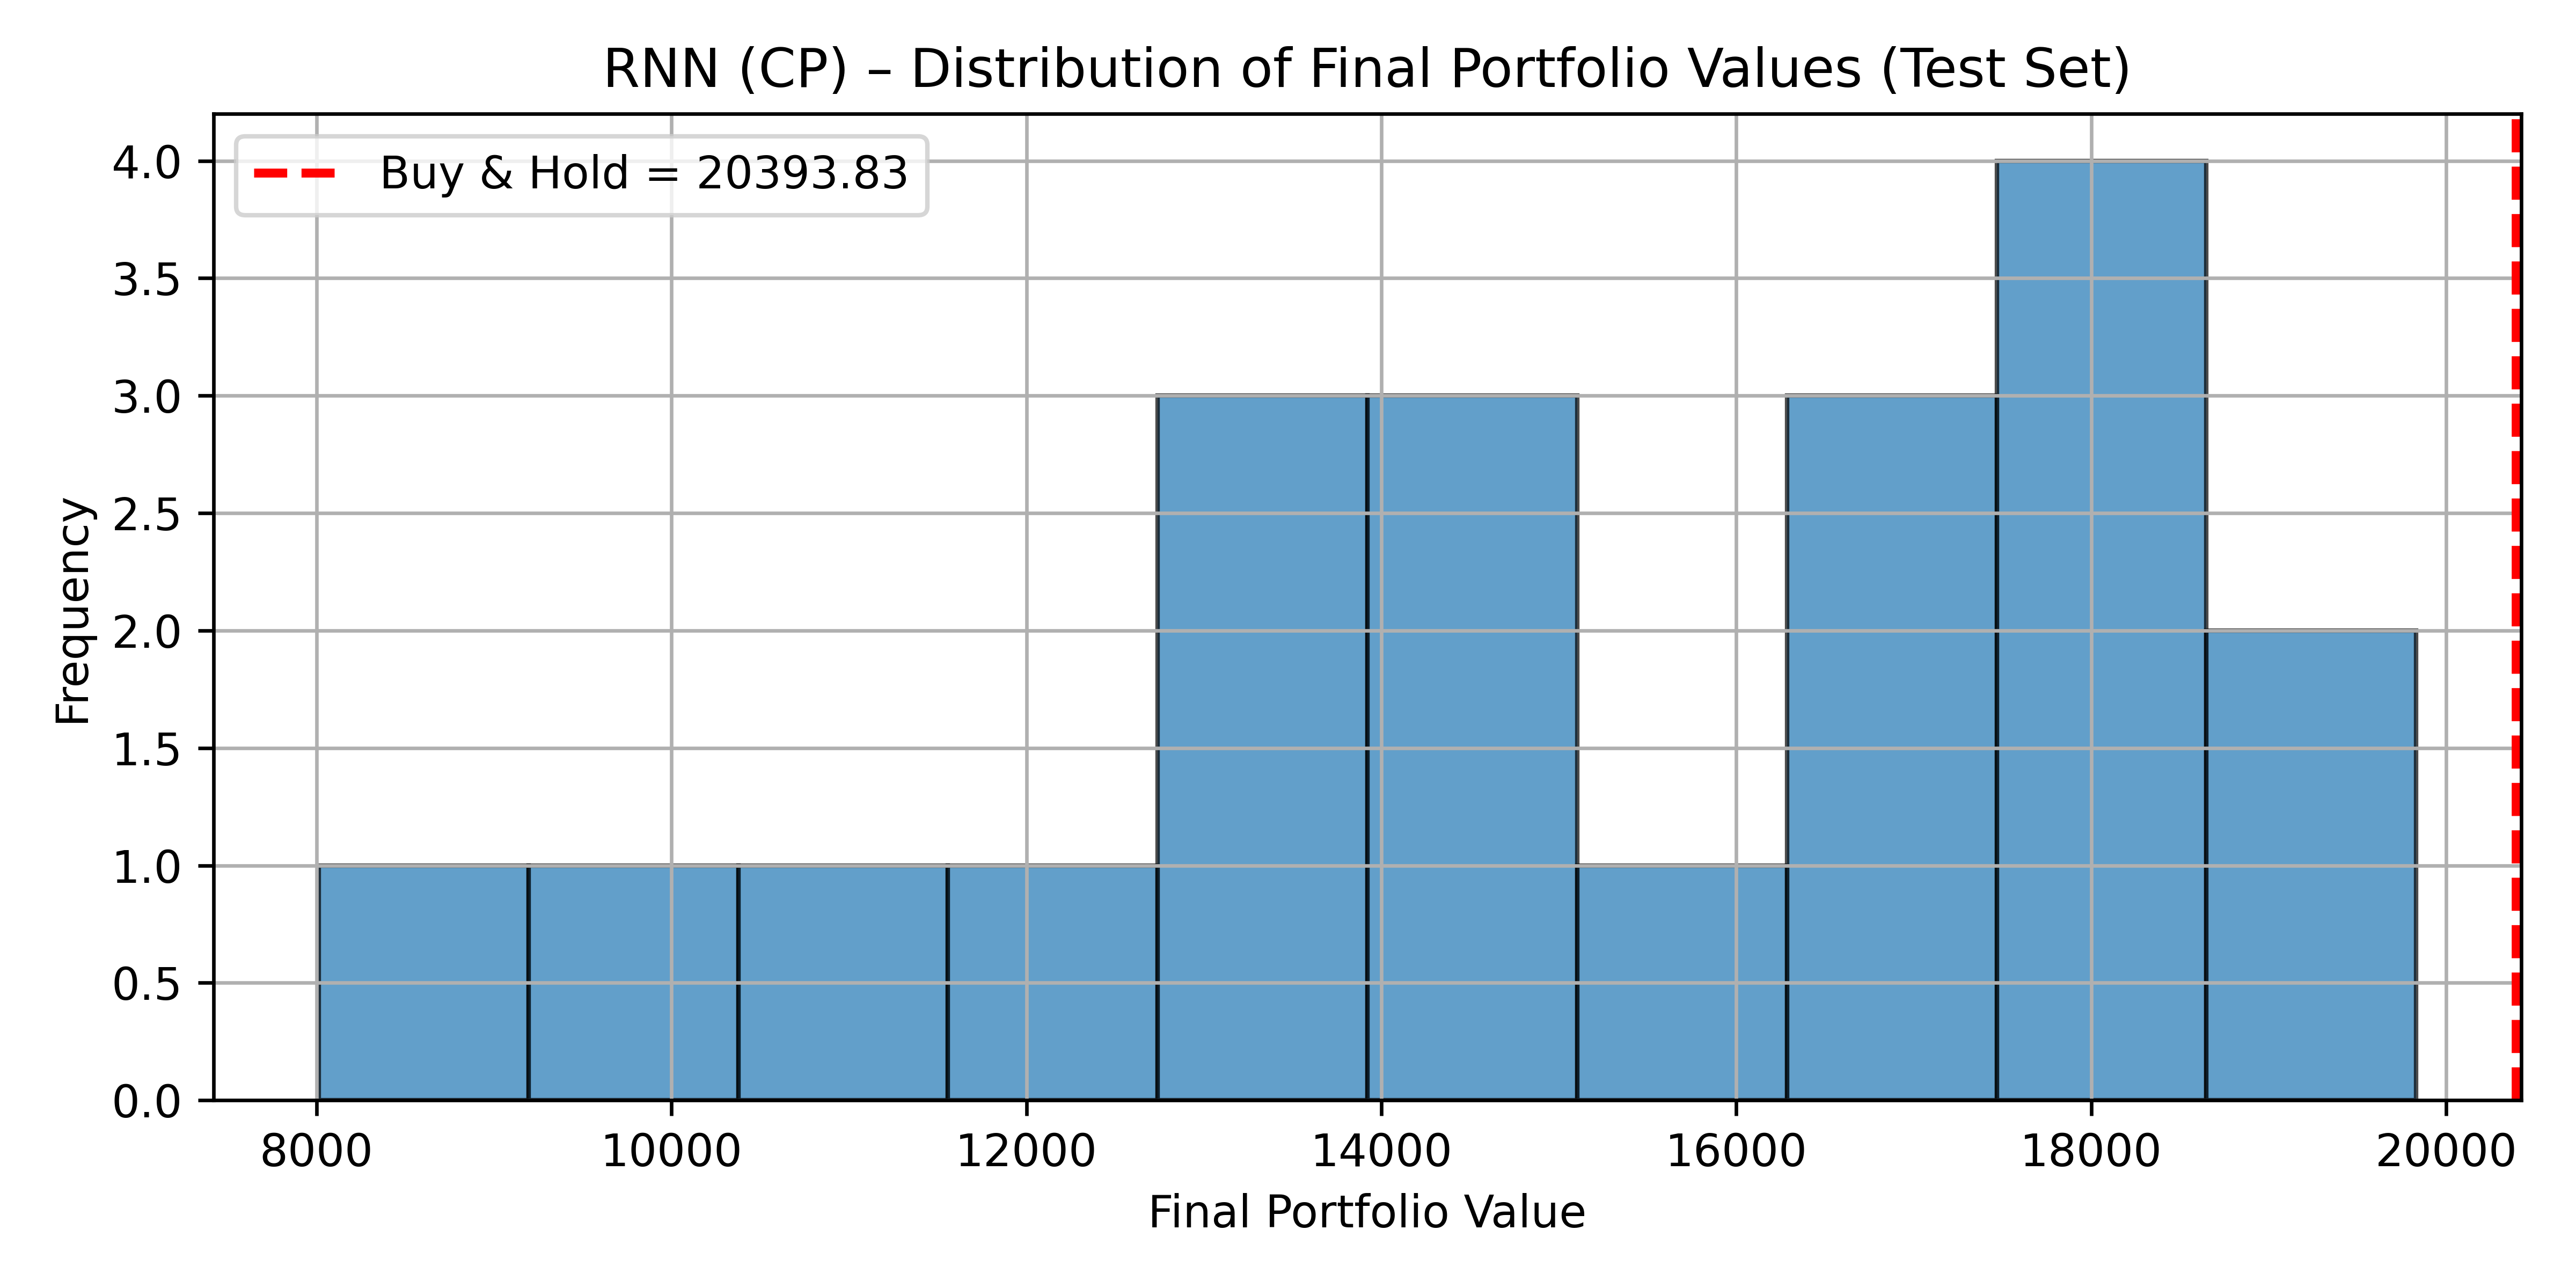 RNN (CP) – Distribution of Final Portfolio Values (Test Set)
Buy & Hold = 20393.83
Frequency
4.0
3.5
3.0
2.5
2.0
1.5
1.0
0.5
0.0
8000 10000 12000 14000 16000 18000 20000
Final Portfolio Value